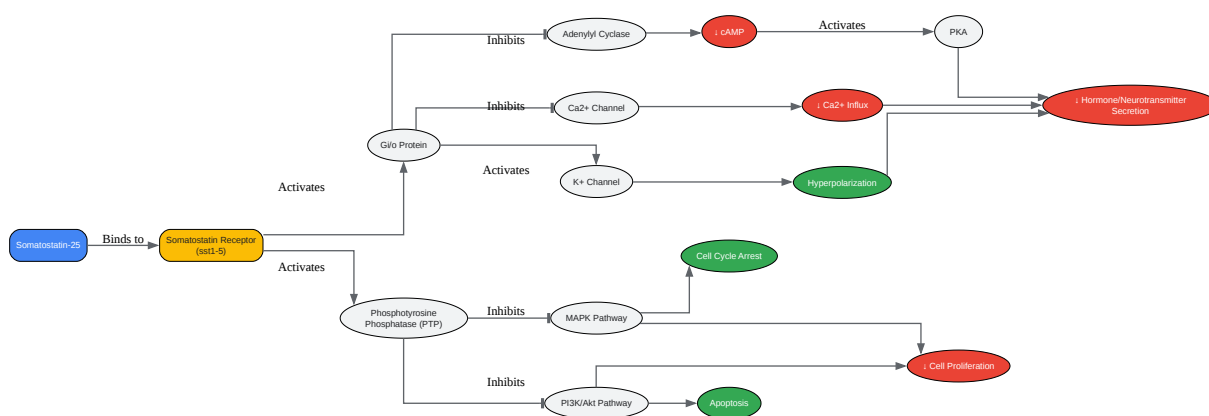 Adenylyl Cyclase
↓ cAMP
Activates
PKA
Inhibits
Inhibits
Ca2+ Channel
↓ Ca2+ Influx
↓ Hormone/Neurotransmitter
Secretion
Gi/o Protein
Activates
K+ Channel
Hyperpolarization
Activates
Somatostatin-25
Binds to
Somatostatin Receptor
(sst1-5)
Activates
Cell Cycle Arrest
Phosphotyrosine
Phosphatase (PTP)
Inhibits
MAPK Pathway
↓ Cell Proliferation
Inhibits
PI3K/Akt Pathway
Apoptosis